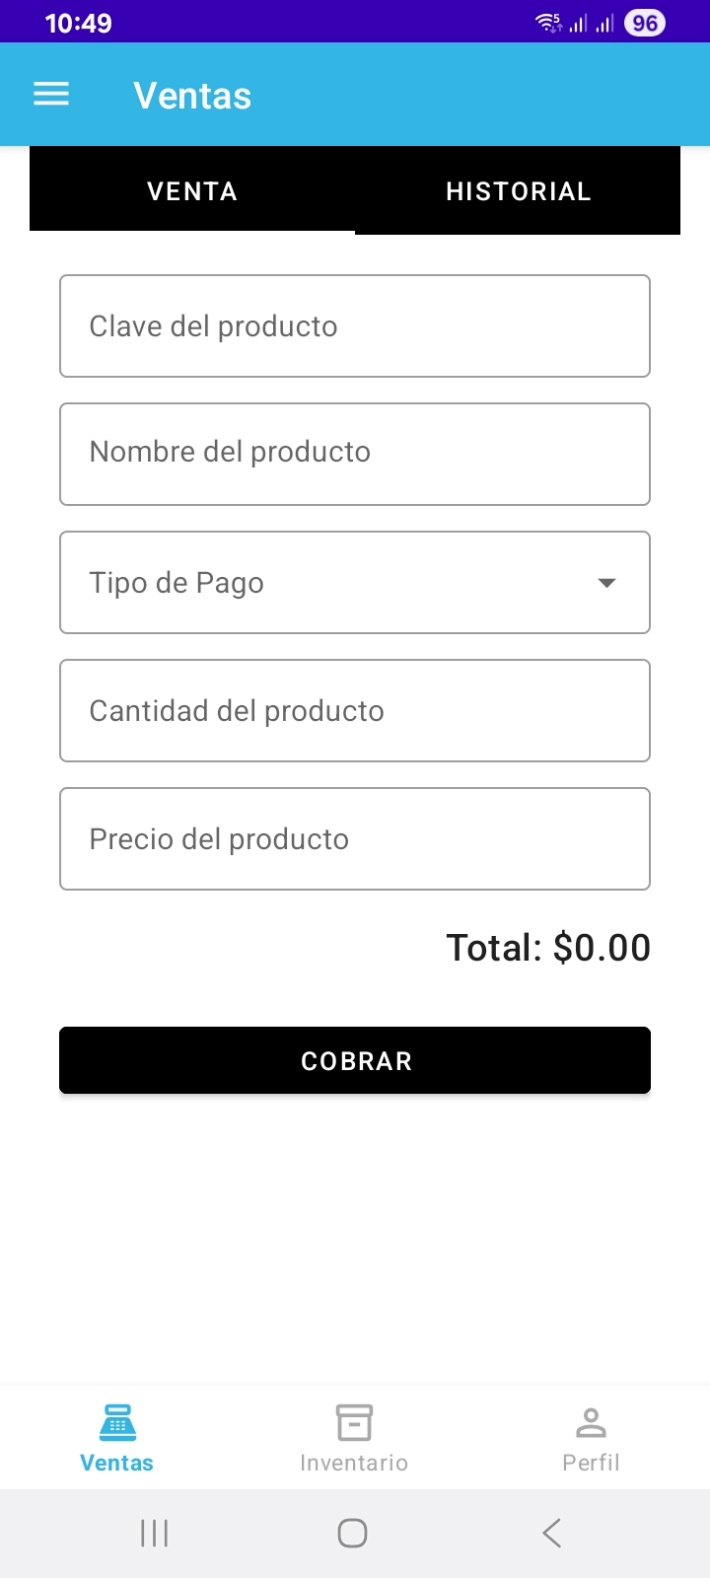 10:49
5
96
Ventas
VENTA
HISTORIAL
Clave del producto
Nombre del producto
Tipo de Pago
Cantidad del producto
Precio del producto
Total: $0.00
COBRAR
Ventas
Inventario
Perfil